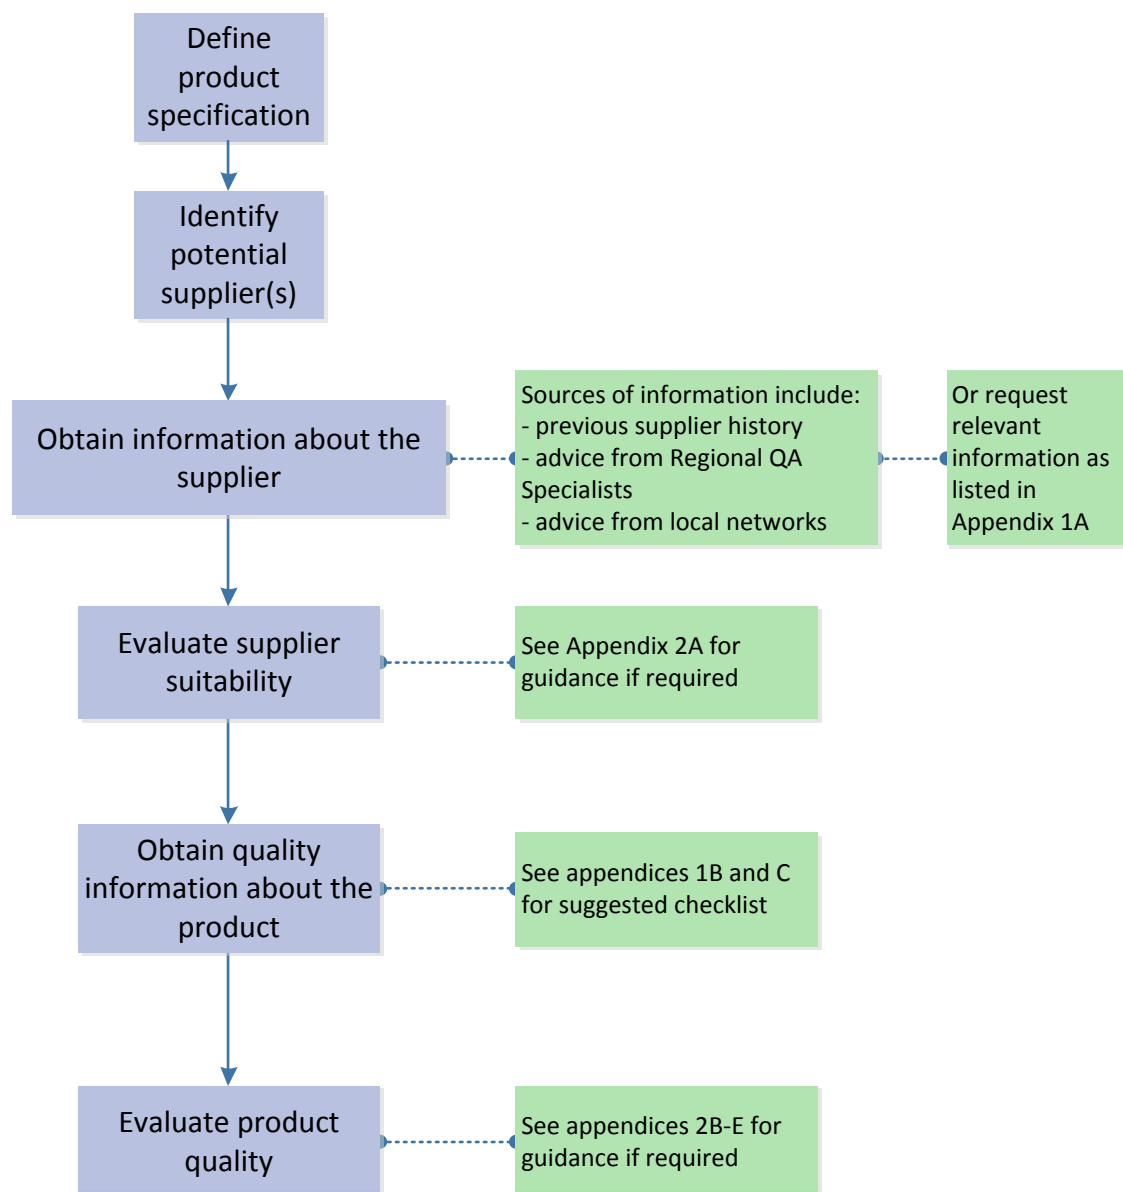 Define
product
specification
Identify
potential
supplier(s)
Obtain information about the
supplier
Sources of information include:
- previous supplier history
- advice from Regional QA
Specialists
- advice from local networks
Or request
relevant
information as
listed in
Appendix 1A
Evaluate supplier
suitability
See Appendix 2A for
guidance if required
Obtain quality
information about the
product
See appendices 1B and C
for suggested checklist
Evaluate product
quality
See appendices 2B-E for
guidance if required